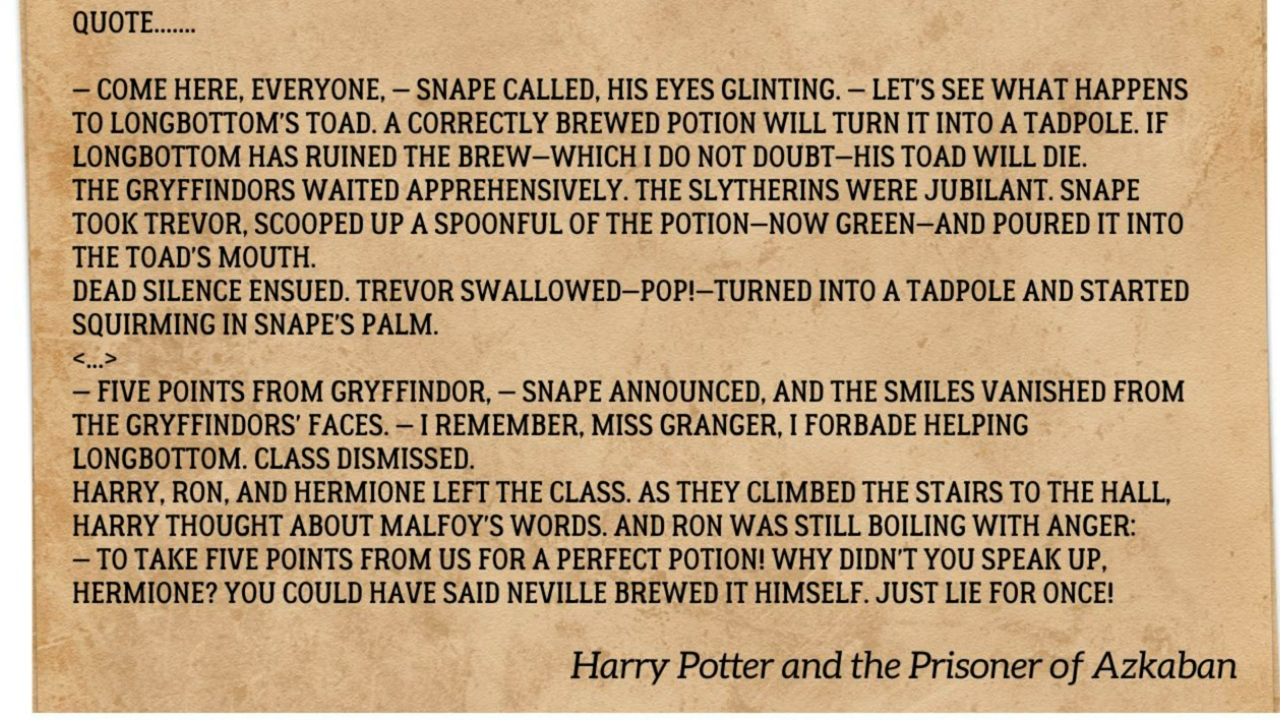 QUOTE.......
– COME HERE, EVERYONE, – SNAPE CALLED, HIS EYES GLINTING. – LET'S SEE WHAT HAPPENS
TO LONGBOTTOM'S TOAD. A CORRECTLY BREWED POTION WILL TURN IT INTO A TADPOLE. IF
LONGBOTTOM HAS RUINED THE BREW–WHICH I DO NOT DOUBT–HIS TOAD WILL DIE.
THE GRYFFINDORS WAITED APPREHENSIVELY. THE SLYTHERINS WERE JUBILANT. SNAPE
TOOK TREVOR, SCOOPED UP A SPOONFUL OF THE POTION–NOW GREEN–AND POURED IT INTO
THE TOAD'S MOUTH.
DEAD SILENCE ENSUED. TREVOR SWALLOWED–POP!–TURNED INTO A TADPOLE AND STARTED
SQUIRMING IN SNAPE'S PALM.
<...>
– FIVE POINTS FROM GRYFFINDOR, – SNAPE ANNOUNCED, AND THE SMILES VANISHED FROM
THE GRYFFINDORS' FACES. – I REMEMBER, MISS GRANGER, I FORBADE HELPING
LONGBOTTOM. CLASS DISMISSED.
HARRY, RON, AND HERMIONE LEFT THE CLASS. AS THEY CLIMBED THE STAIRS TO THE HALL,
HARRY THOUGHT ABOUT MALFOY'S WORDS. AND RON WAS STILL BOILING WITH ANGER:
– TO TAKE FIVE POINTS FROM US FOR A PERFECT POTION! WHY DIDN'T YOU SPEAK UP,
HERMIONE? YOU COULD HAVE SAID NEVILLE BREWED IT HIMSELF. JUST LIE FOR ONCE!
Harry Potter and the Prisoner of Azkaban